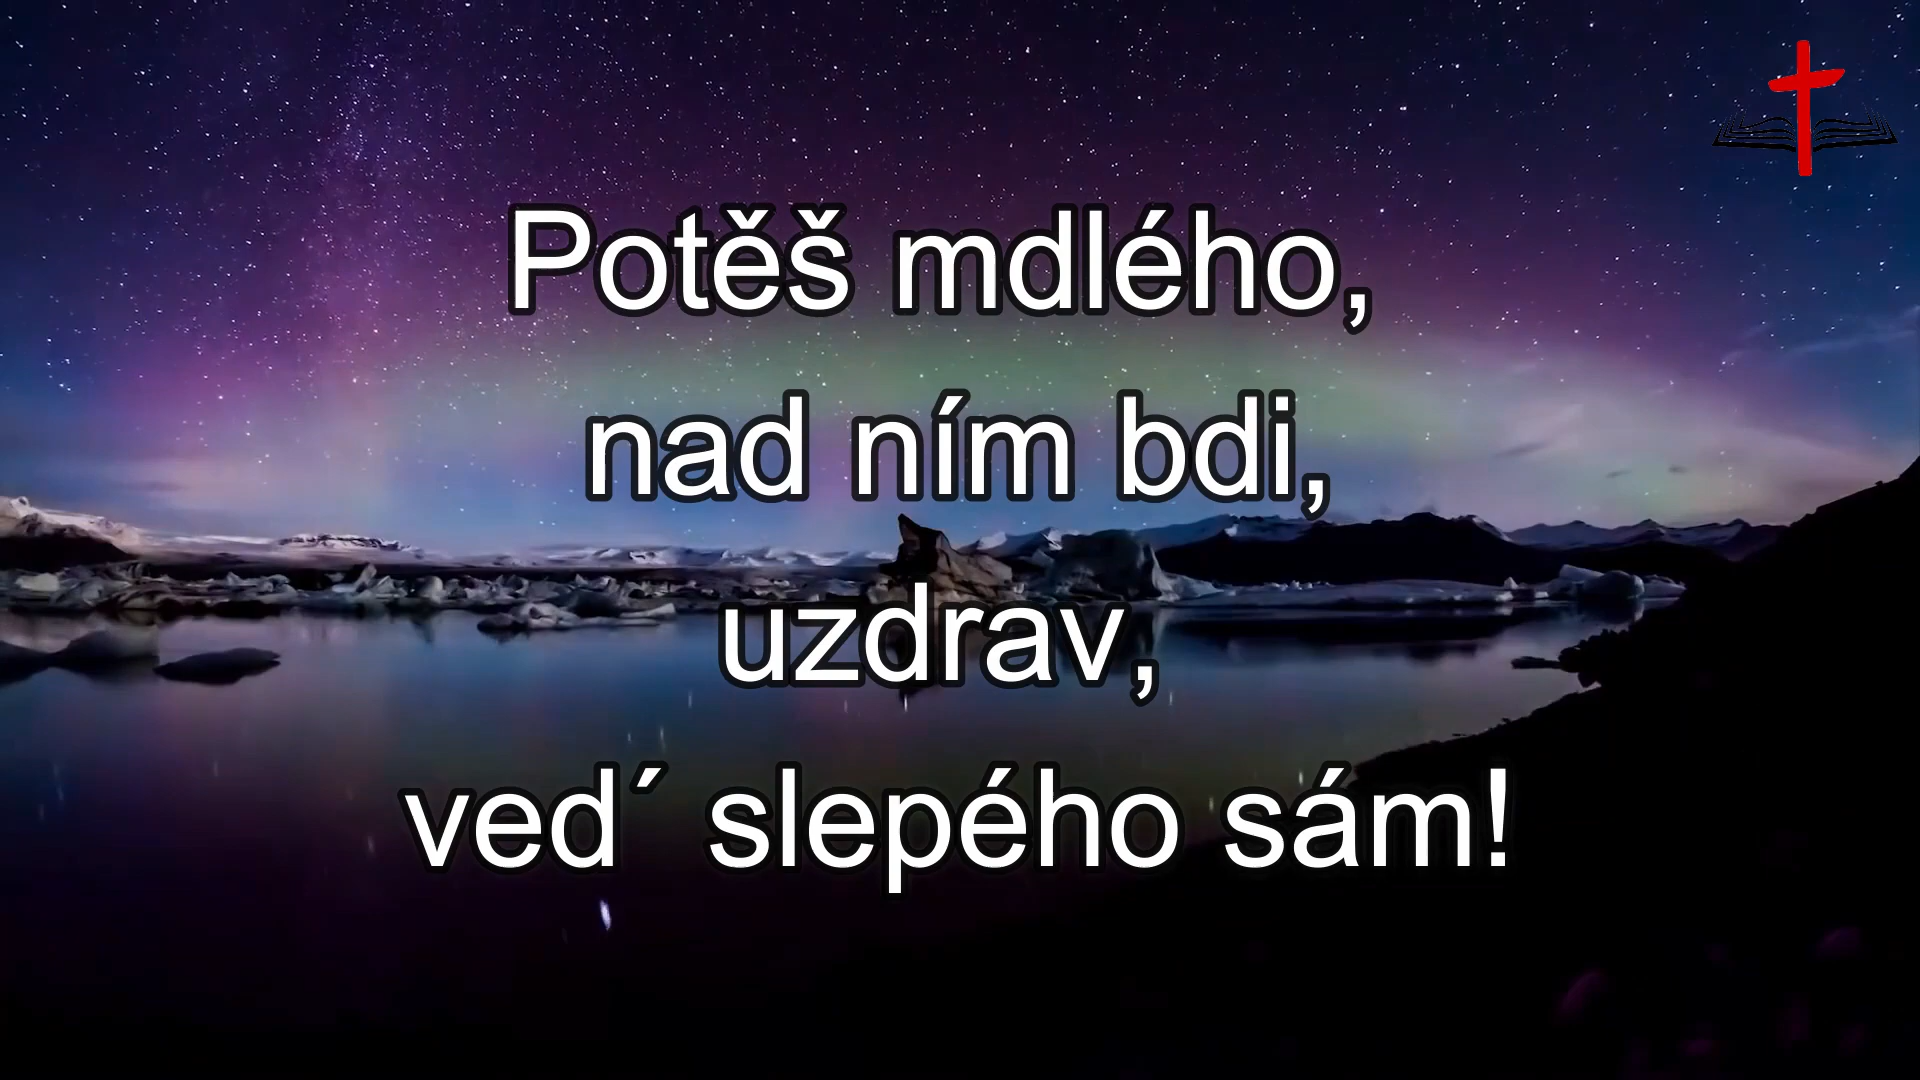 Potěš mdlého,
nad ním bdi,
uzdrav,
ved´ slepého sám!